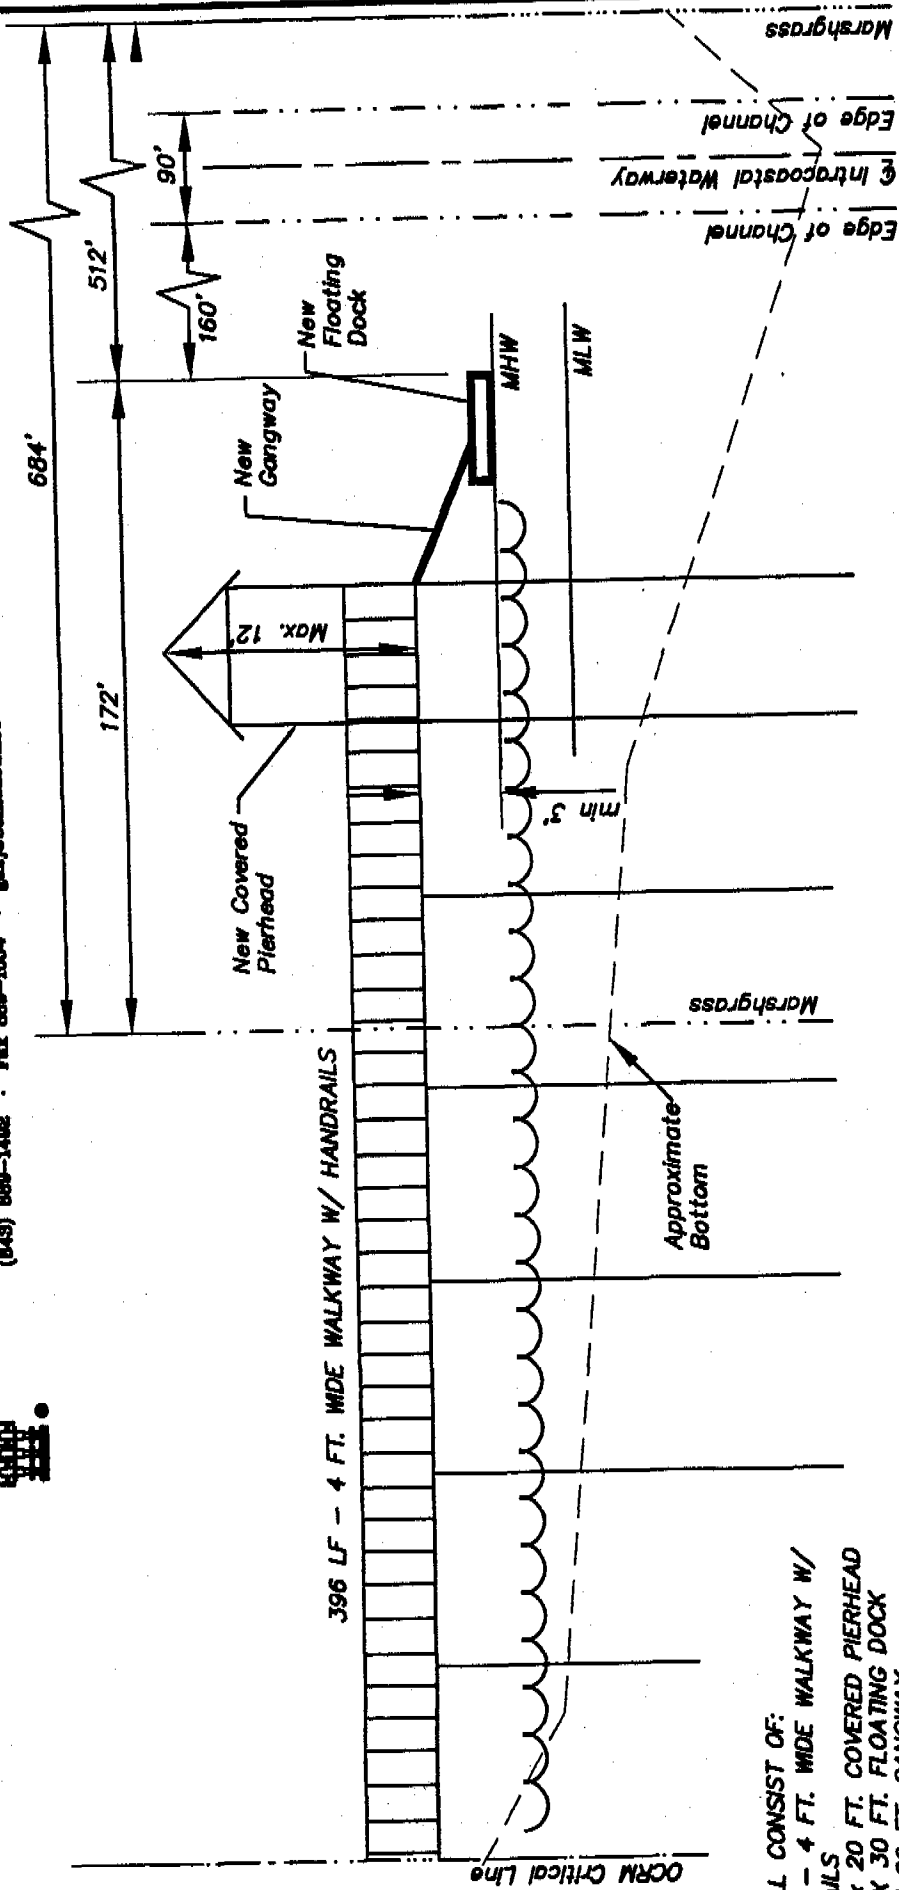 684'
512'
172'
90'
160'
New
Floating
Dock
New
Gangway
New Covered
Pierhead
Max. 12'
MHW
MLW
min 3'
Marshgrass
Edge of Channel
℄ Intracoastal Waterway
Edge of Channel
Marshgrass
396 LF - 4 FT. WIDE WALKWAY W/ HANDRAILS
Approximate
Bottom
OCRM Critical Line
CONSIST OF:
- 4 FT. WIDE WALKWAY W/
20 FT. COVERED PIERHEAD
X 30 FT. FLOATING DOCK